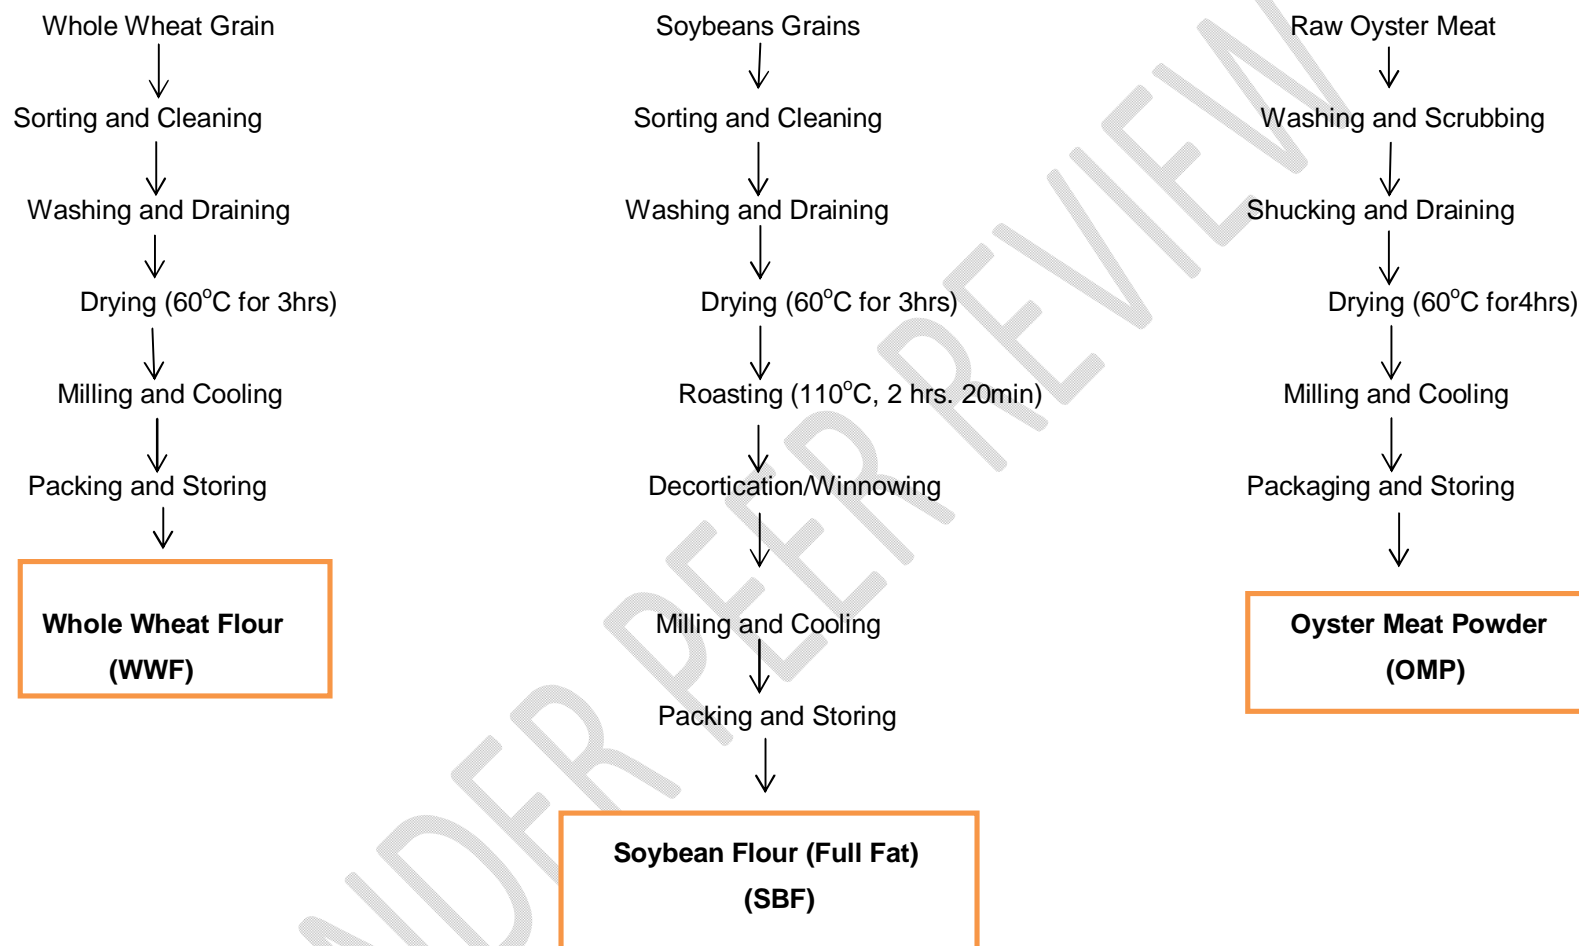 Whole Wheat Grain
Sorting and Cleaning
Washing and Draining
Drying (60°C for 3hrs)
Milling and Cooling
Packing and Storing
Whole Wheat Flour
(WWF)
Soybeans Grains
Sorting and Cleaning
Washing and Draining
Drying (60°C for 3hrs)
Roasting (110°C, 2 hrs. 20min)
Decortication/Winnowing
Milling and Cooling
Packing and Storing
Soybean Flour (Full Fat)
(SBF)
Raw Oyster Meat
Washing and Scrubbing
Shucking and Draining
Drying (60°C for4hrs)
Milling and Cooling
Packaging and Storing
Oyster Meat Powder
(OMP)
NDER PEER REVIEW